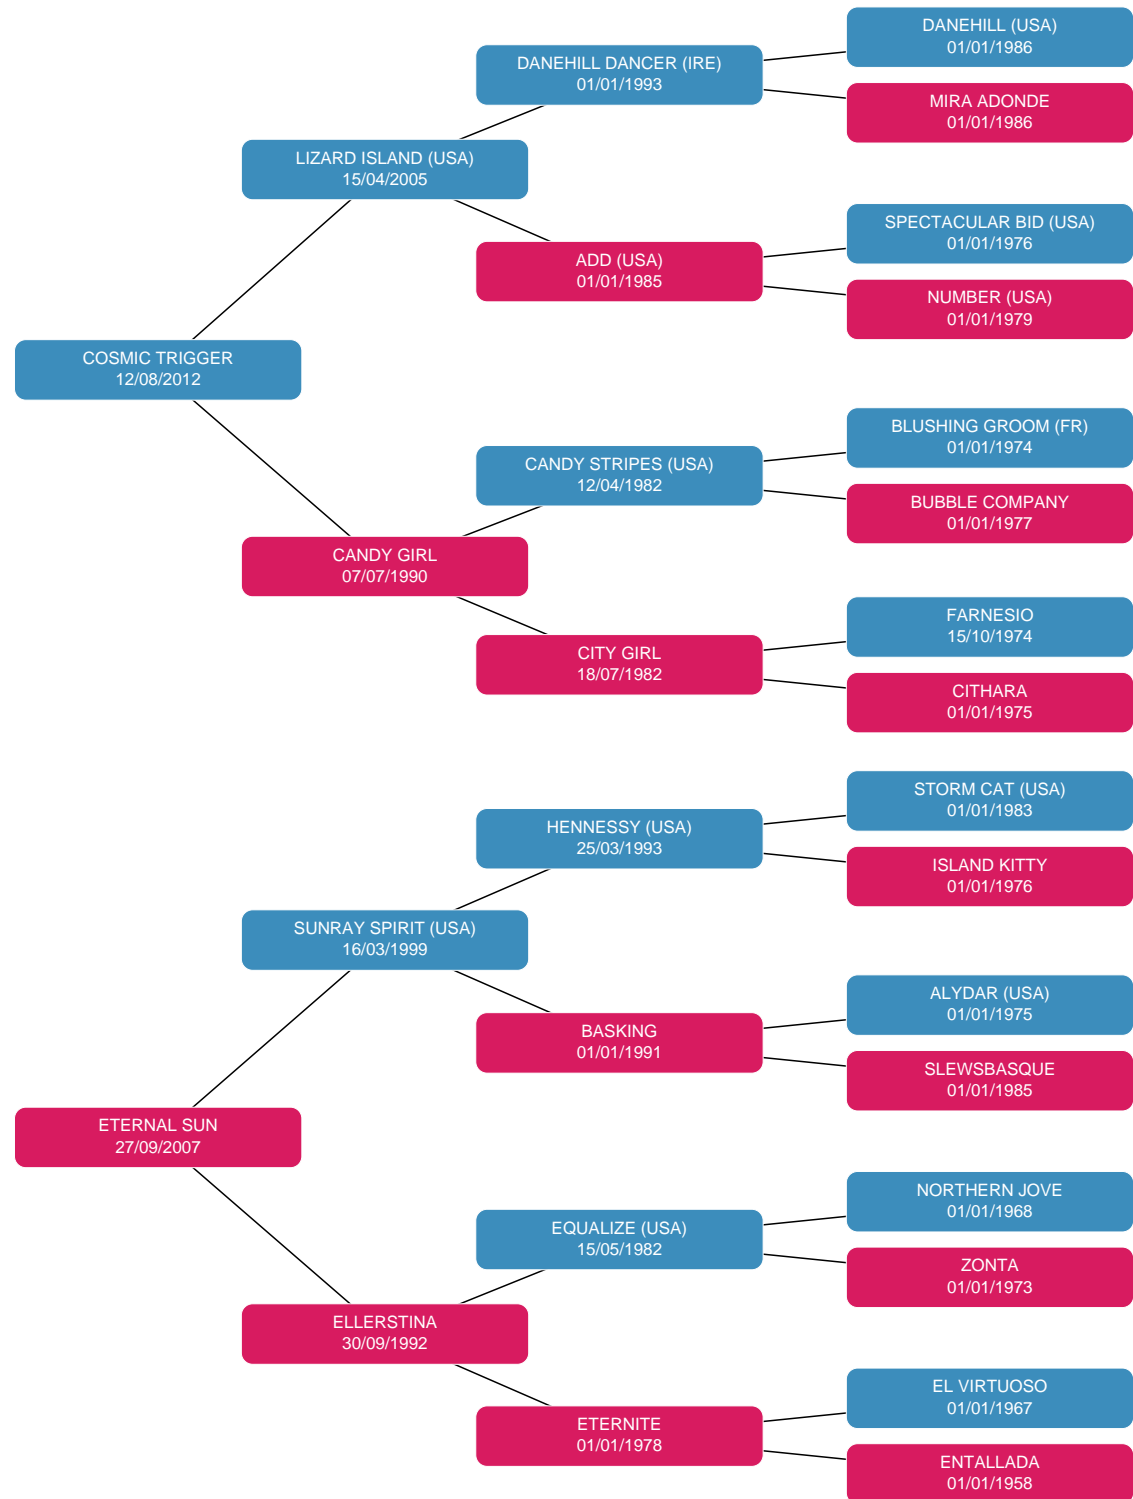 DANEHILL (USA)
01/01/1986
DANEHILL DANCER (IRE)
01/01/1993
MIRA ADONDE
01/01/1986
LIZARD ISLAND (USA)
15/04/2005
SPECTACULAR BID (USA)
01/01/1976
ADD (USA)
01/01/1985
NUMBER (USA)
01/01/1979
COSMIC TRIGGER
12/08/2012
BLUSHING GROOM (FR)
01/01/1974
CANDY STRIPES (USA)
12/04/1982
BUBBLE COMPANY
01/01/1977
CANDY GIRL
07/07/1990
FARNESIO
15/10/1974
CITY GIRL
18/07/1982
CITHARA
01/01/1975
STORM CAT (USA)
01/01/1983
HENNESSY (USA)
25/03/1993
ISLAND KITTY
01/01/1976
SUNRAY SPIRIT (USA)
16/03/1999
ALYDAR (USA)
01/01/1975
BASKING
01/01/1991
SLEWSBASQUE
01/01/1985
ETERNAL SUN
27/09/2007
NORTHERN JOVE
01/01/1968
EQUALIZE (USA)
15/05/1982
ZONTA
01/01/1973
ELLERSTINA
30/09/1992
EL VIRTUOSO
01/01/1967
ETERNITE
01/01/1978
ENTALLADA
01/01/1958